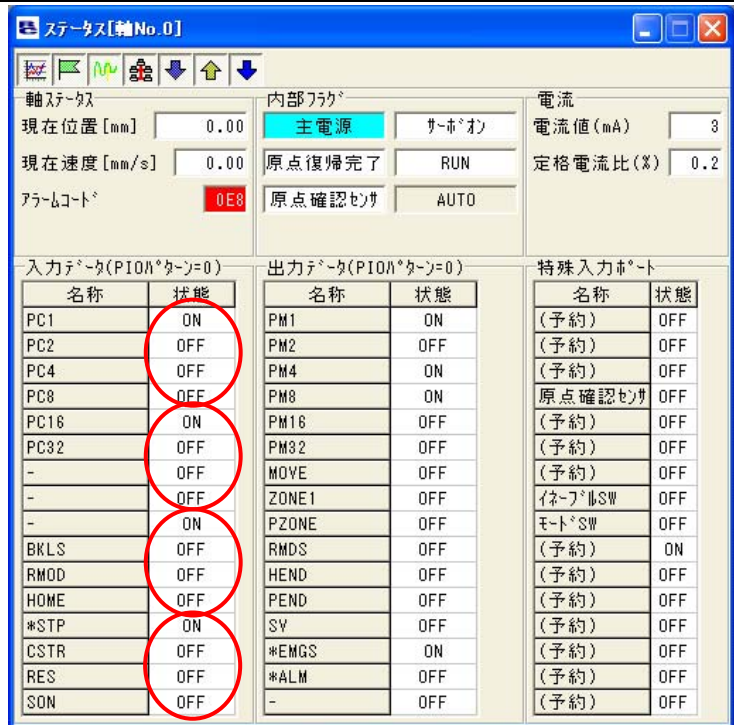 ステータス[軸No.0]
軸ステータス 内部フラグ 電流
現在位置[mm] 0.00 主電源 サーボオン 電流値(mA) 3
現在速度[mm/s] 0.00 原点復帰完了 RUN 定格電流比(%) 0.2
アラームコード 0E8 原点確認センサ AUTO
入力データ(PIOパターン=0) 出力データ(PIOパターン=0) 特殊入力ポート
名称 状態 名称 状態 名称 状態
PC1 ON PM1 ON (予約) OFF
PC2 OFF PM2 OFF (予約) OFF
PC4 OFF PM4 ON (予約) OFF
PC8 OFF PM8 ON 原点確認センサ OFF
PC16 ON PM16 OFF (予約) OFF
PC32 OFF PM32 OFF (予約) OFF
- OFF MOVE OFF (予約) OFF
- OFF ZONE1 OFF イネーブルSW OFF
- ON PZONE OFF モードSW OFF
BKLS OFF RMDS OFF (予約) ON
RMOD OFF HEND OFF (予約) OFF
HOME OFF PEND OFF (予約) OFF
*STP ON SV OFF (予約) OFF
CSTR OFF *EMGS ON (予約) OFF
RES OFF *ALM OFF (予約) OFF
SON OFF - OFF (予約) OFF